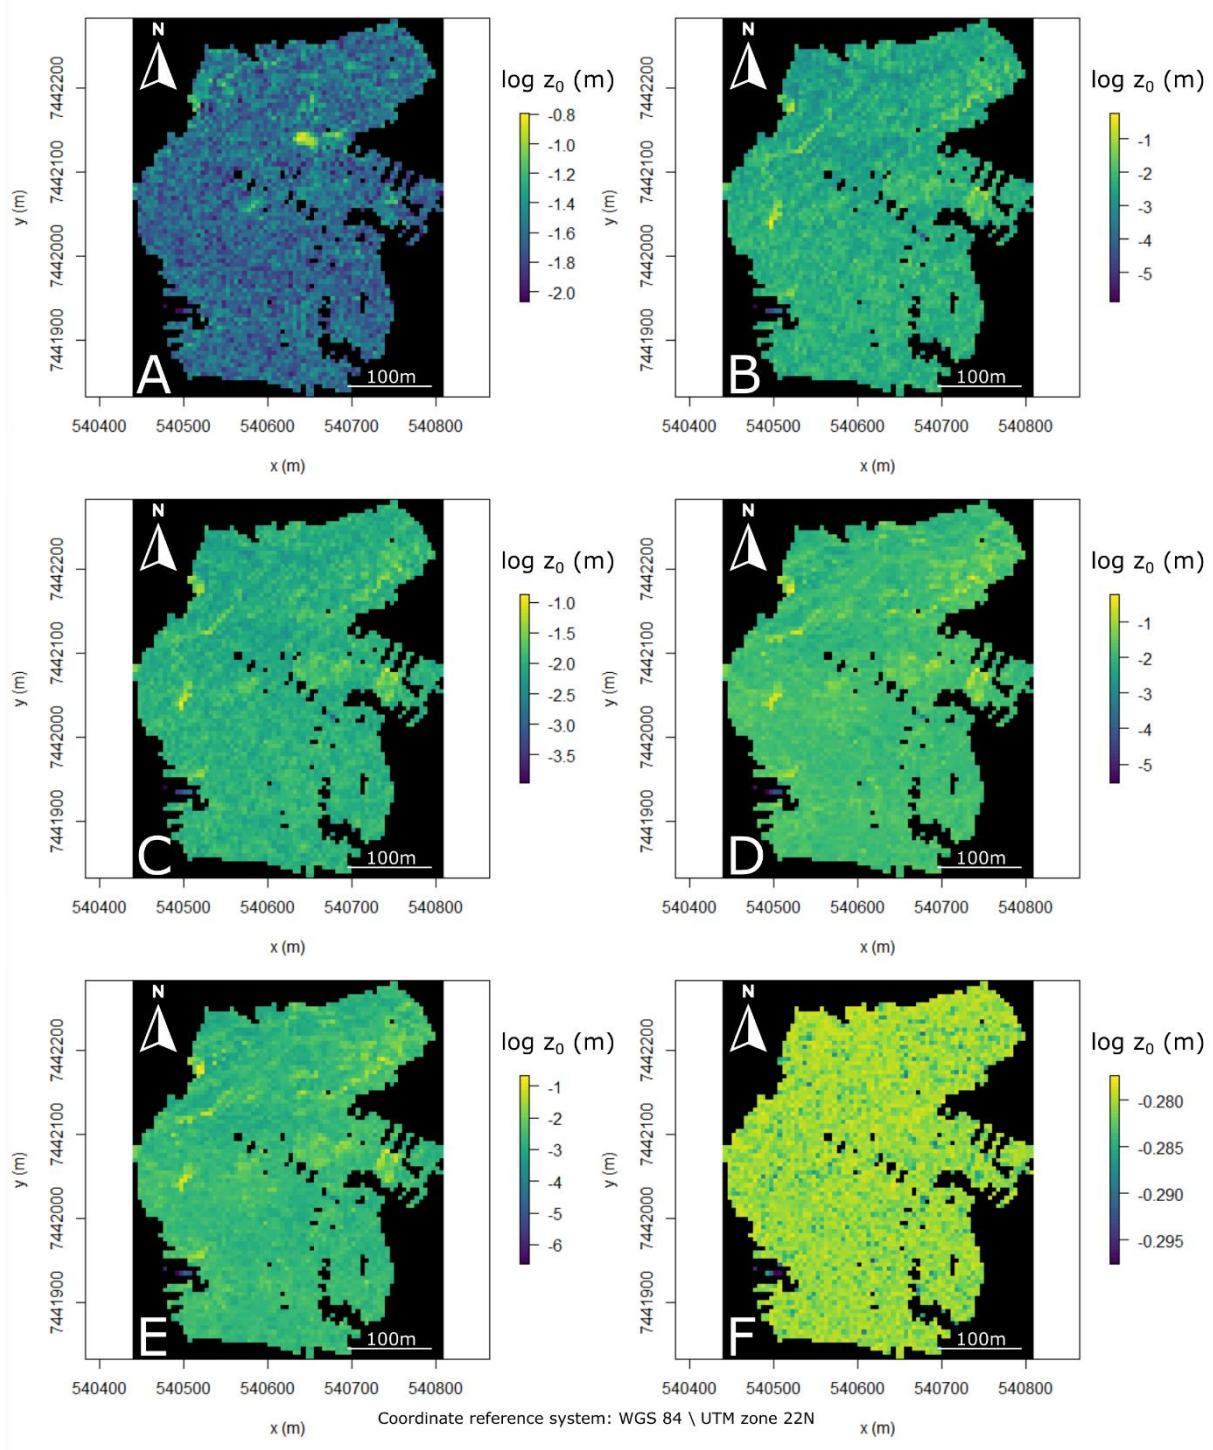 N
log z₀ (m)
-0.8
-1.0
-1.2
-1.4
-1.6
-1.8
-2.0
y (m)
7442200
7442100
7442000
7441900
A
100m
540400 540500 540600 540700 540800
x (m)
N
log z₀ (m)
-1
-2
-3
-4
-5
y (m)
7442200
7442100
7442000
7441900
B
100m
540400 540500 540600 540700 540800
x (m)
N
log z₀ (m)
-1.0
-1.5
-2.0
-2.5
-3.0
-3.5
y (m)
7442200
7442100
7442000
7441900
C
100m
540400 540500 540600 540700 540800
x (m)
N
log z₀ (m)
-1
-2
-3
-4
-5
y (m)
7442200
7442100
7442000
7441900
D
100m
540400 540500 540600 540700 540800
x (m)
N
log z₀ (m)
-1
-2
-3
-4
-5
-6
y (m)
7442200
7442100
7442000
7441900
E
100m
540400 540500 540600 540700 540800
x (m)
N
log z₀ (m)
-0.280
-0.285
-0.290
-0.295
y (m)
7442200
7442100
7442000
7441900
F
100m
540400 540500 540600 540700 540800
x (m)
Coordinate reference system: WGS 84 \ UTM zone 22N